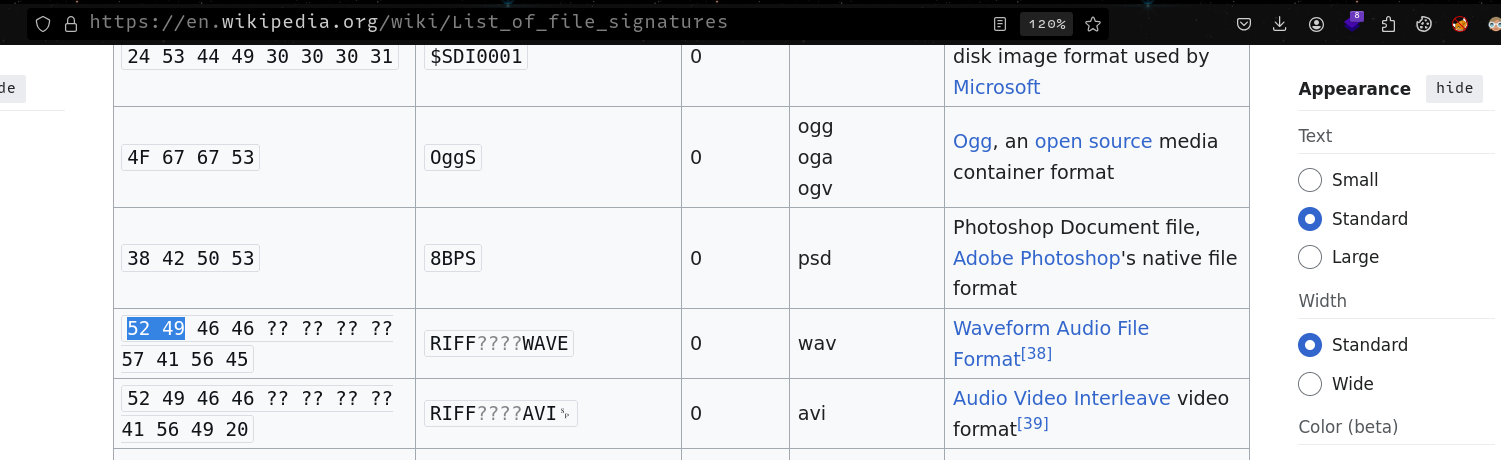 https://en.wikipedia.org/wiki/List_of_file_signatures
120%
8
de
24 53 44 49 30 30 30 31
$SDI0001
0
disk image format used by
Microsoft
4F 67 67 53
OggS
0
ogg
oga
ogv
Ogg, an open source media
container format
38 42 50 53
8BPS
0
psd
Photoshop Document file,
Adobe Photoshop's native file
format
52 49 46 46 ?? ?? ?? ??
57 41 56 45
RIFF????WAVE
0
wav
Waveform Audio File
Format[38]
52 49 46 46 ?? ?? ?? ??
41 56 49 20
RIFF????AVI␠
0
avi
Audio Video Interleave video
format[39]
Appearance
hide
Text
Small
Standard
Large
Width
Standard
Wide
Color (beta)